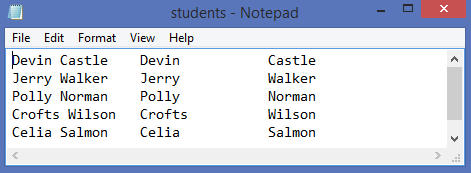 students - Notepad
File Edit Format View Help
Devin Castle Devin Castle
Jerry Walker Jerry Walker
Polly Norman Polly Norman
Crofts Wilson Crofts Wilson
Celia Salmon Celia Salmon